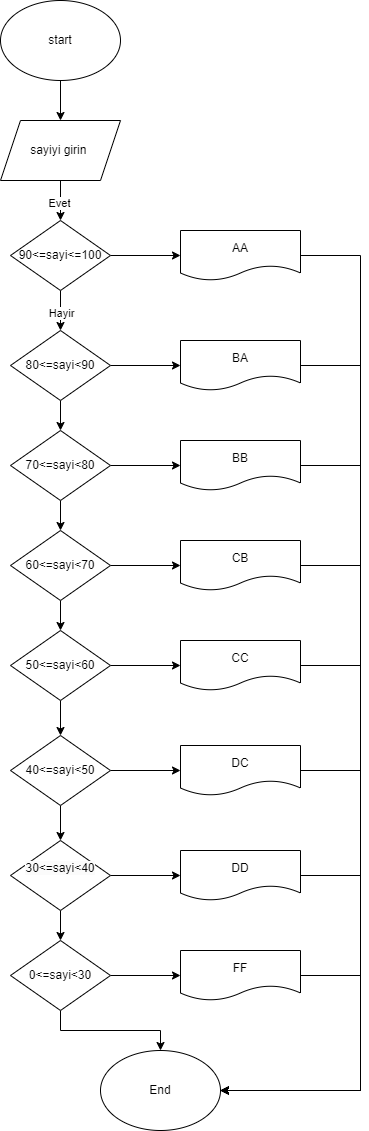 start
sayiyi girin
Evet
90<=sayi<=100
AA
Hayir
80<=sayi<90
BA
70<=sayi<80
BB
60<=sayi<70
CB
50<=sayi<60
CC
40<=sayi<50
DC
30<=sayi<40
DD
0<=sayi<30
FF
End